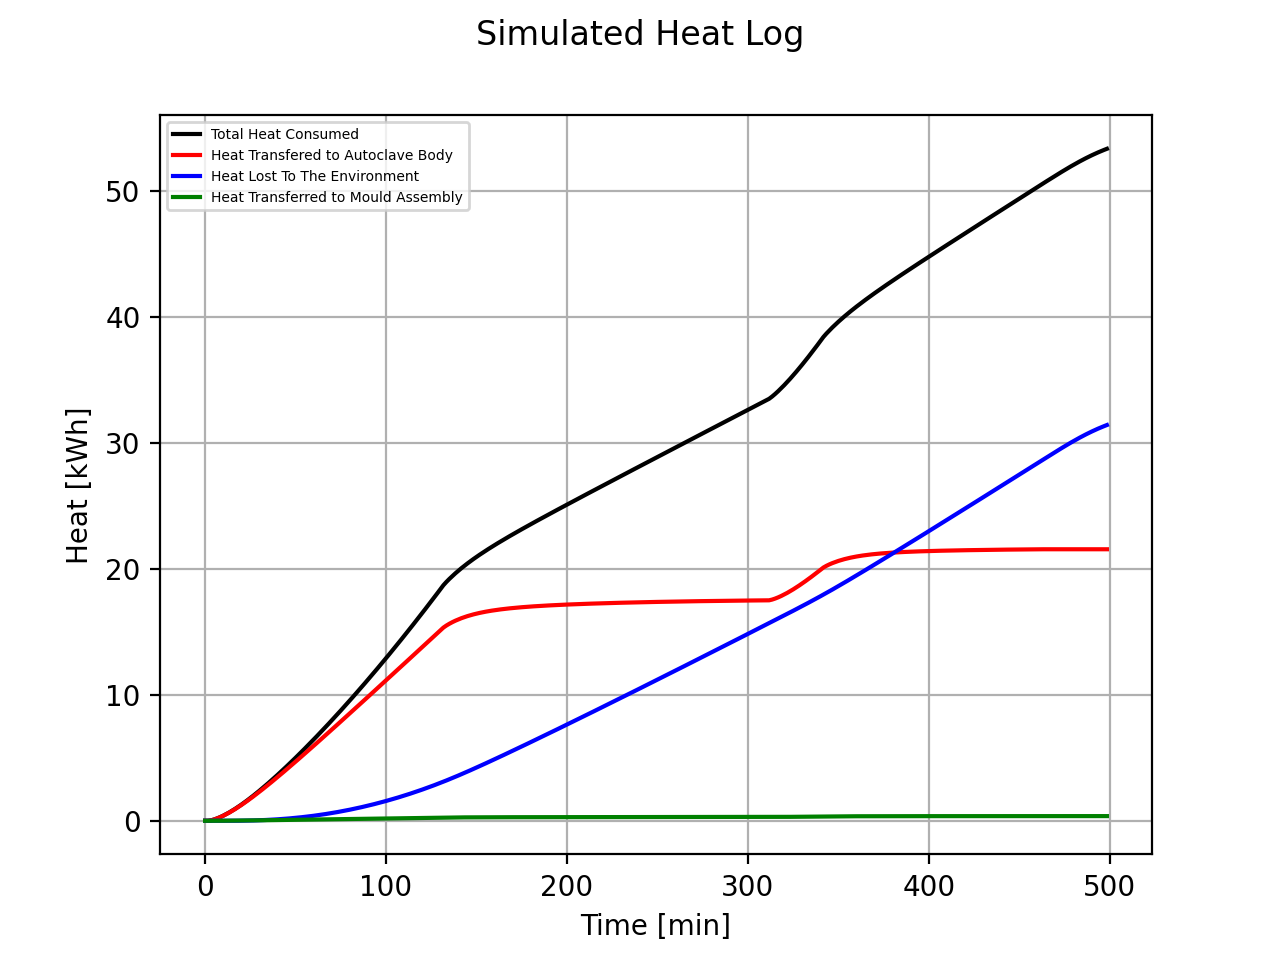 Simulated Heat Log
Total Heat Consumed
Heat Transfered to Autoclave Body
Heat Lost To The Environment
Heat Transferred to Mould Assembly
50
40
30
20
10
0
Heat [kWh]
0 100 200 300 400 500
Time [min]